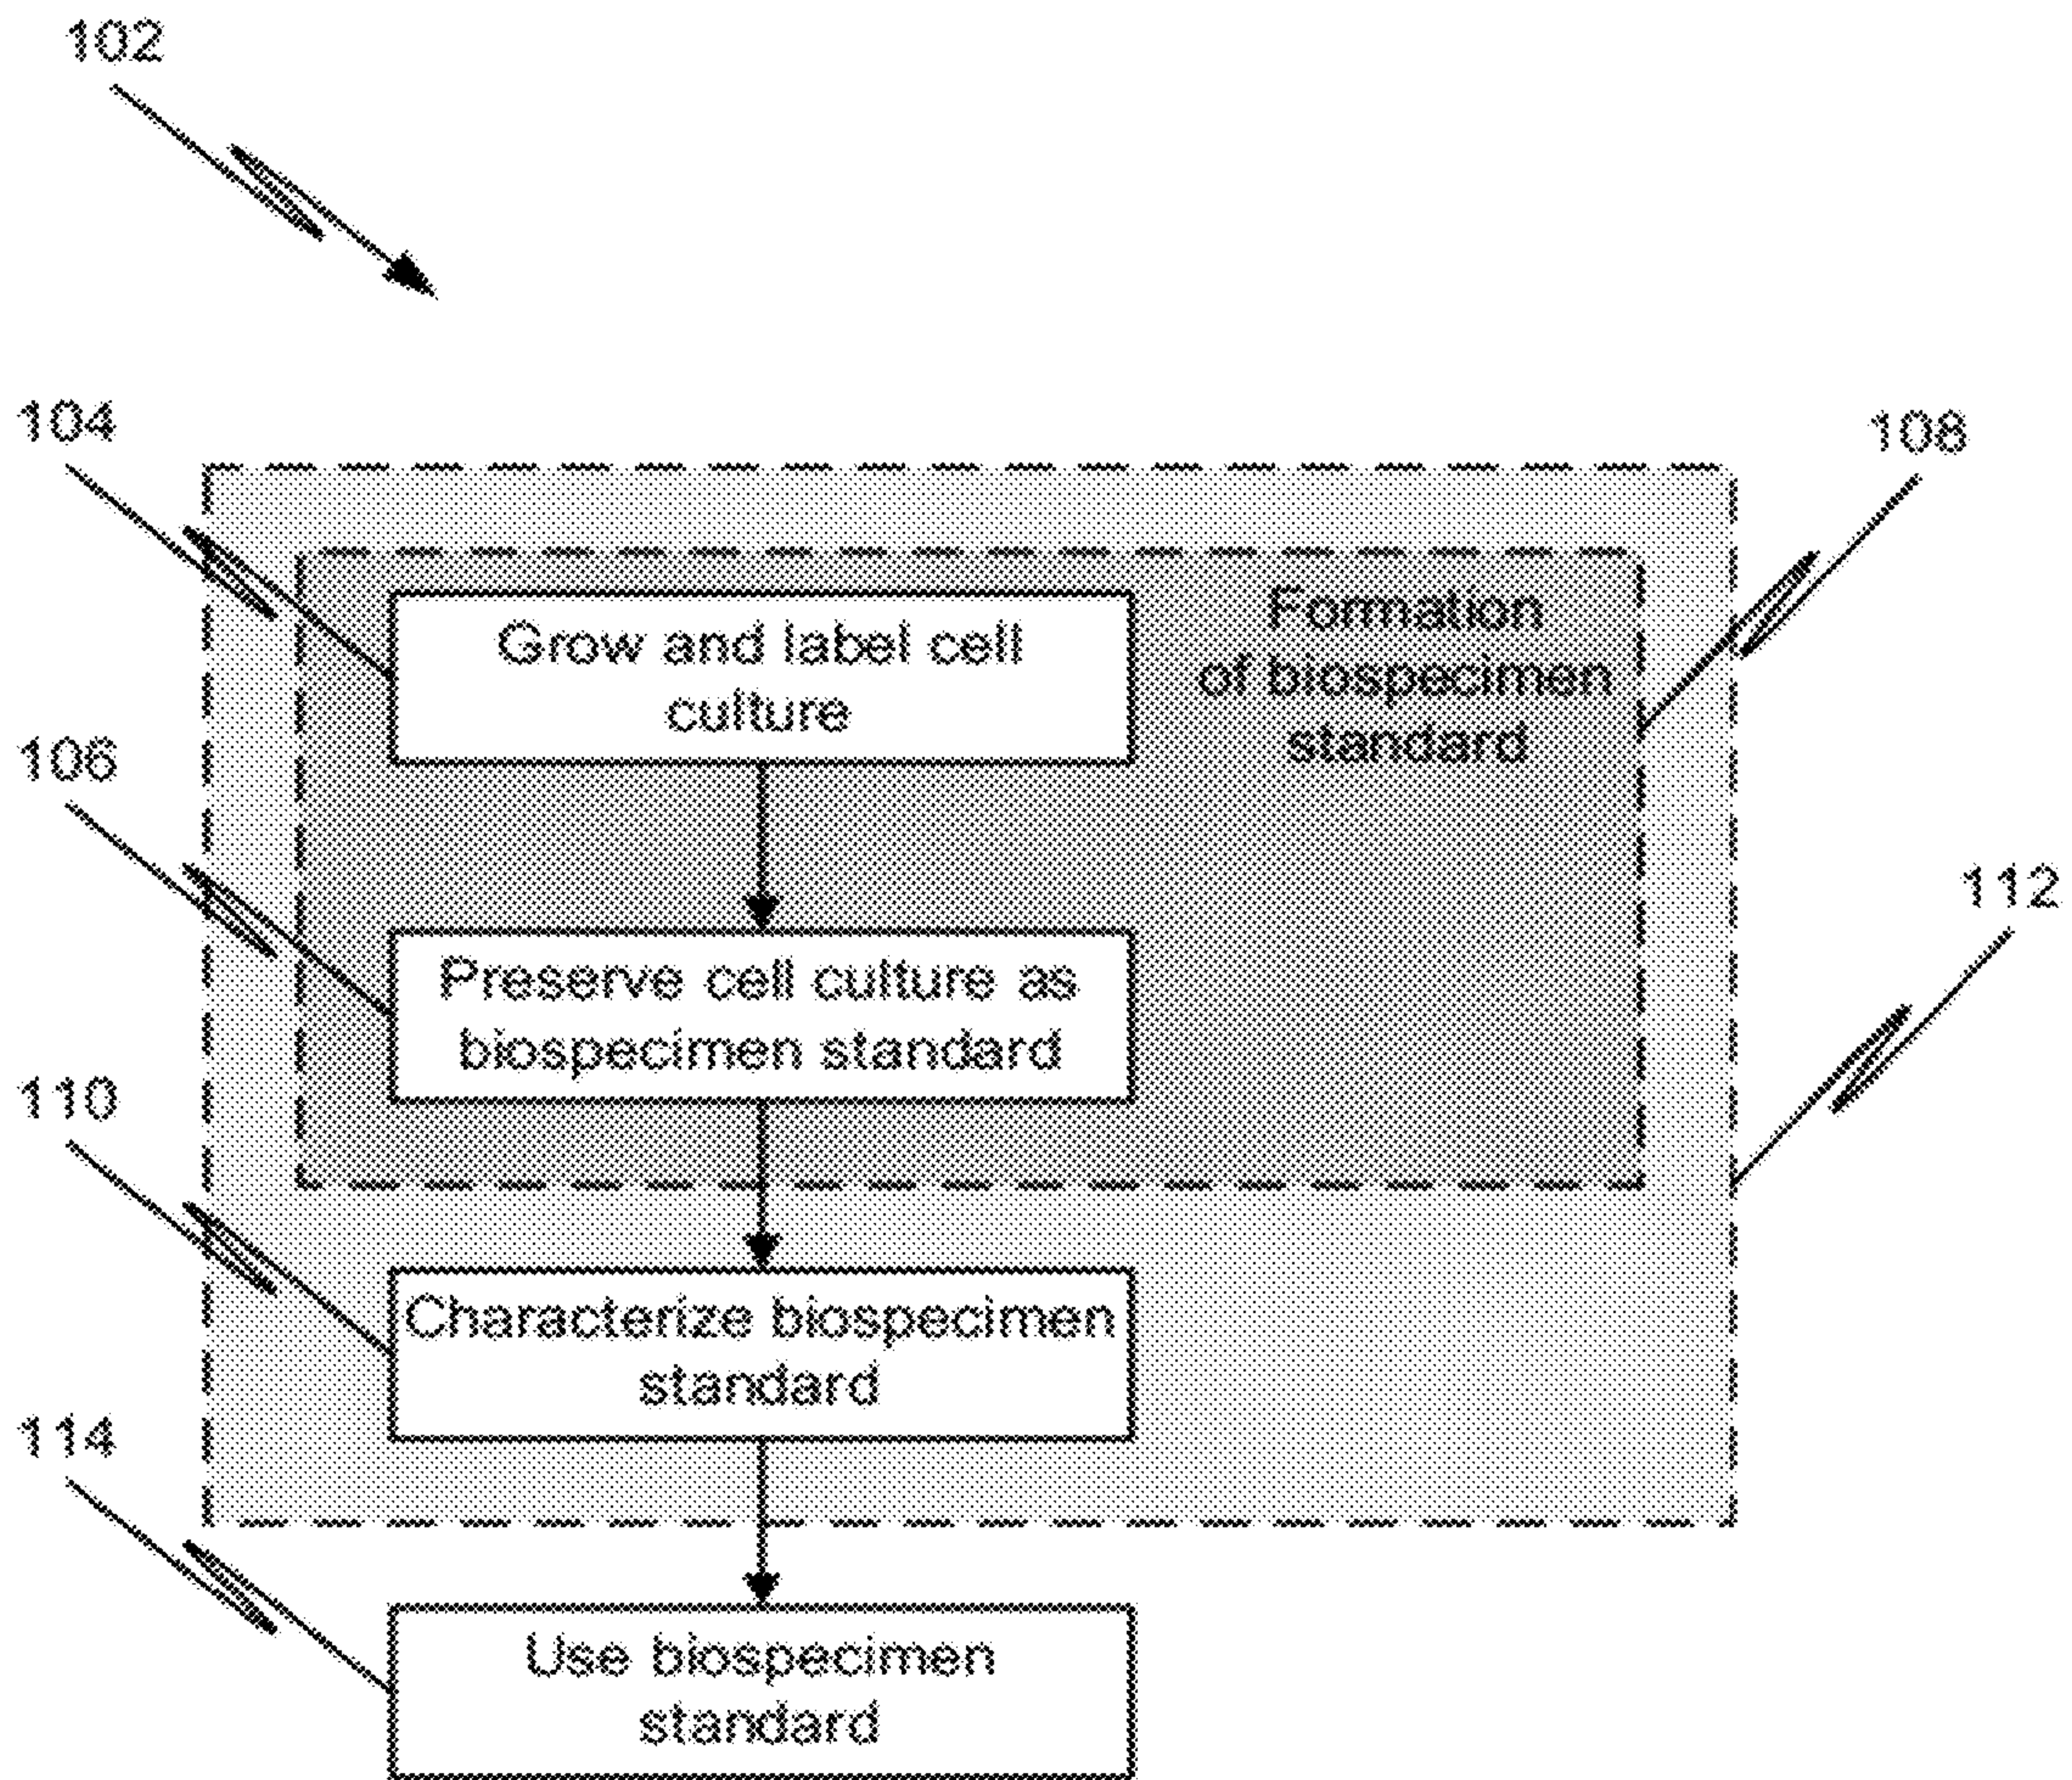 102
104
108
Grow and label cell
culture
Formation
of biospecimen
standard
106
112
Preserve cell culture as
biospecimen standard
110
Characterize biospecimen
standard
114
Use biospecimen
standard